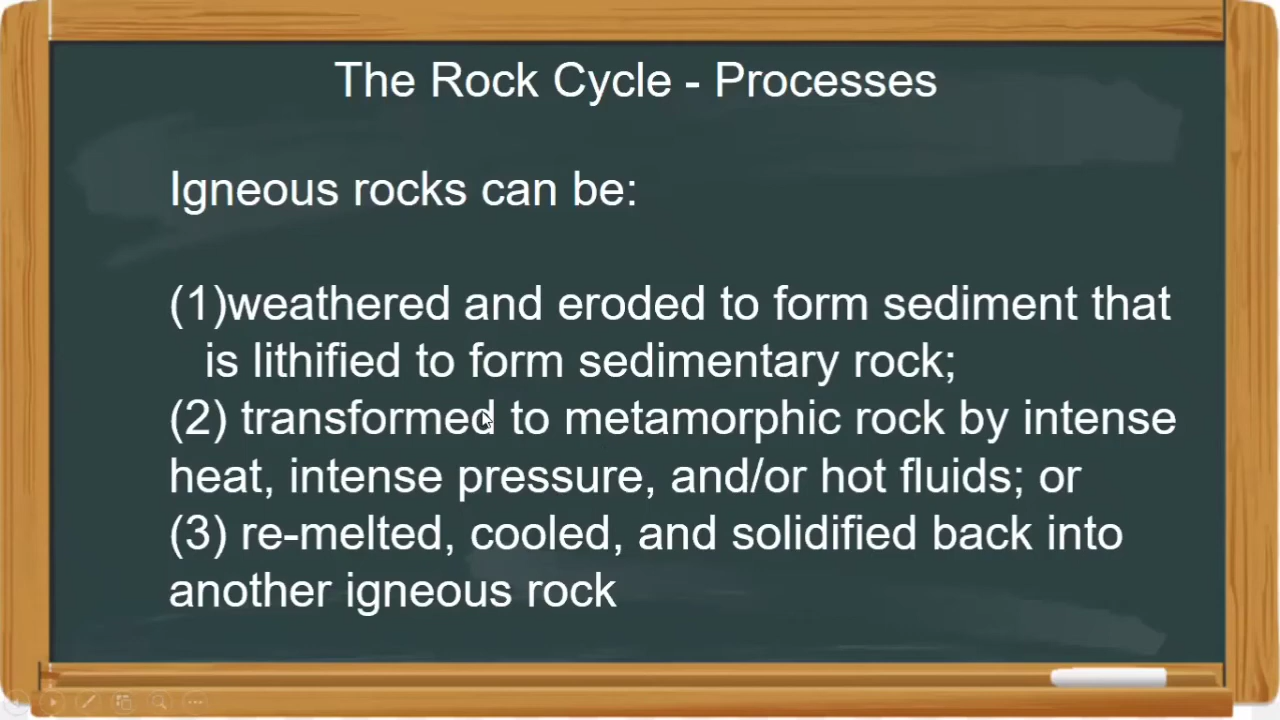 The Rock Cycle - Processes
Igneous rocks can be:
(1)weathered and eroded to form sediment that
is lithified to form sedimentary rock;
(2) transformed to metamorphic rock by intense
heat, intense pressure, and/or hot fluids; or
(3) re-melted, cooled, and solidified back into
another igneous rock